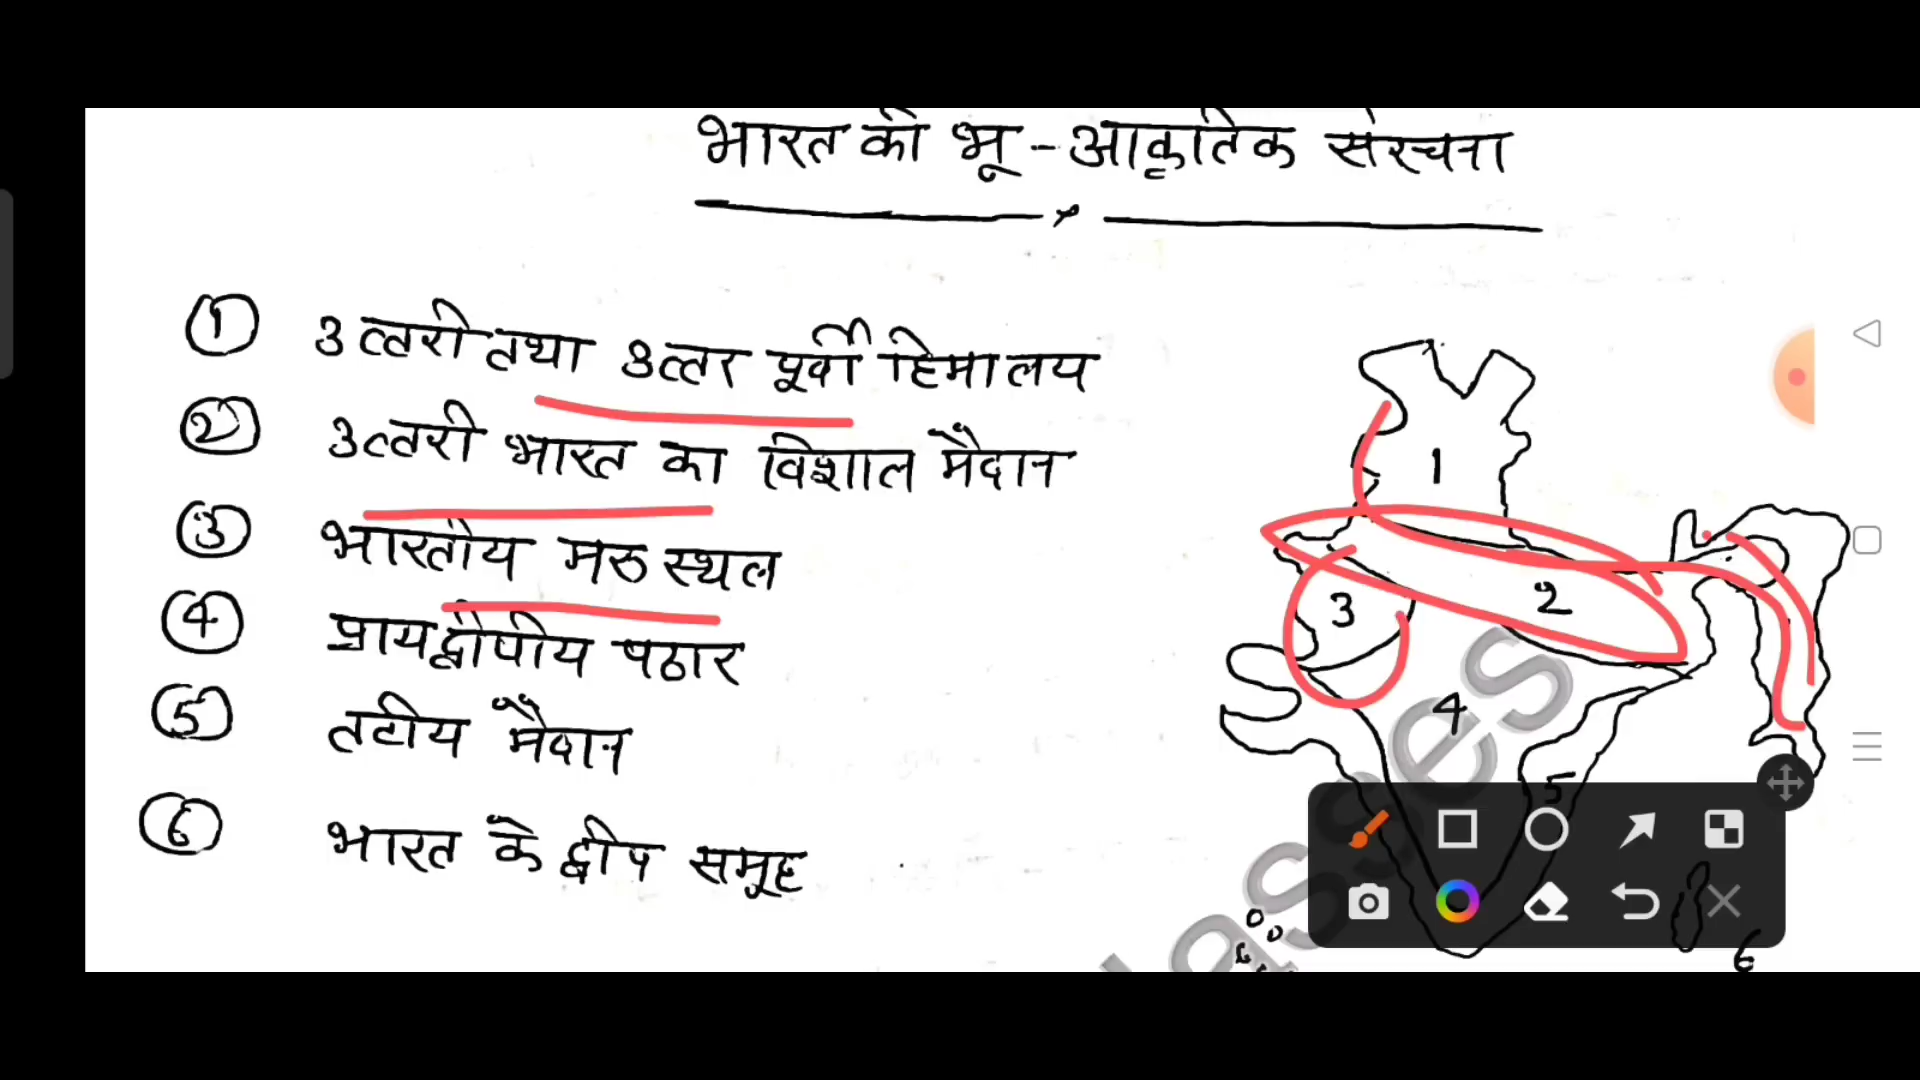 भारत की भू-आकृतिक संरचना
① उत्तरी तथा उत्तर पूर्वी हिमालय
② उत्तरी भारत का विशाल मैदान
③ भारतीय मरुस्थल
④ प्रायद्वीपीय पठार
⑤ तटीय मैदान
⑥ भारत के द्वीप समूह
1
2
3
4
5
6
asses